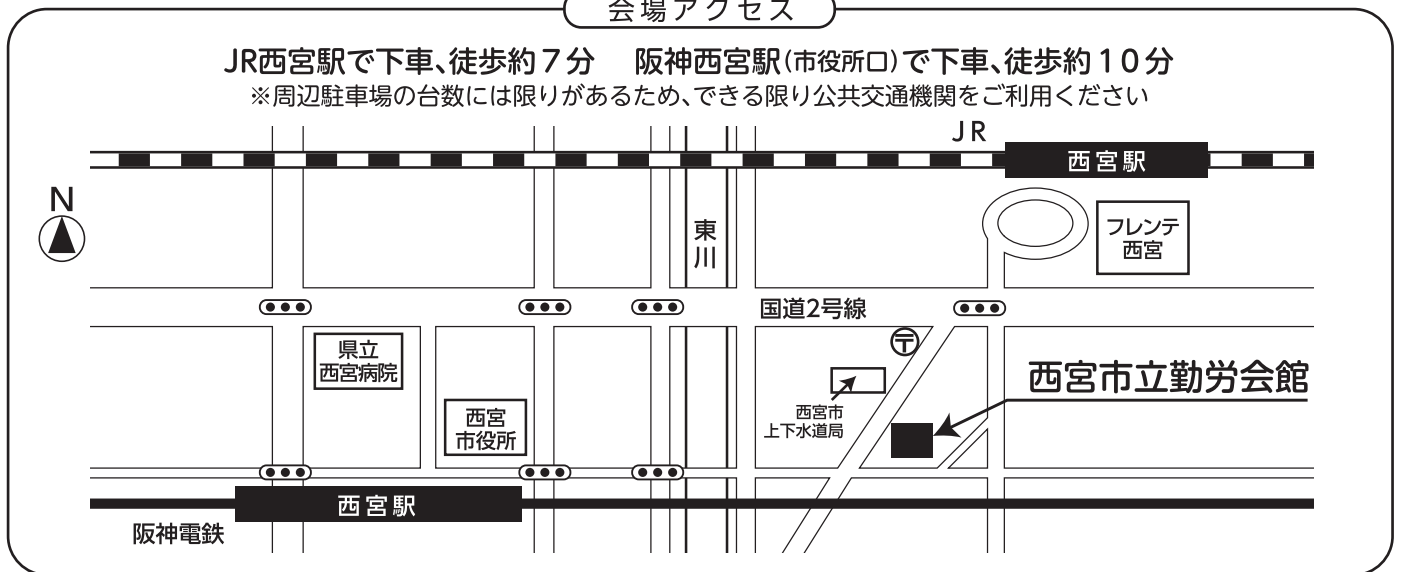 会場アクセス
JR西宮駅で下車、徒歩約7分 阪神西宮駅(市役所口)で下車、徒歩約10分
※周辺駐車場の台数には限りがあるため、できる限り公共交通機関をご利用ください
JR
西宮駅
N
東川
フレンテ
西宮
国道2号線
〒
県立
西宮病院
西宮市立勤労会館
西宮
市役所
西宮市
上下水道局
西宮駅
阪神電鉄